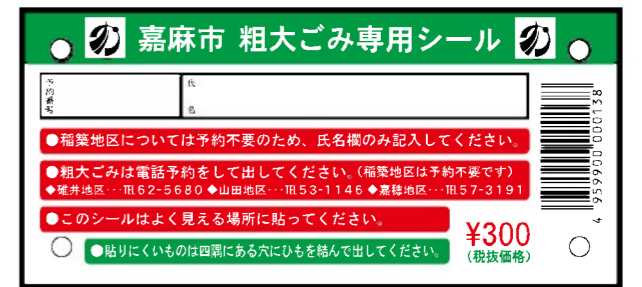 嘉麻市 粗大ごみ専用シール
予約番号
氏名
●稲築地区については予約不要のため、氏名欄のみ記入してください。
●粗大ごみは電話予約をして出してください。(稲築地区は予約不要です)
◆碓井地区…℡62-5680 ◆山田地区…℡53-1146 ◆嘉穂地区…℡57-3191
●このシールはよく見える場所に貼ってください。
●貼りにくいものは四隅にある穴にひもを結んで出してください。
¥300
(税抜価格)
4959900000138